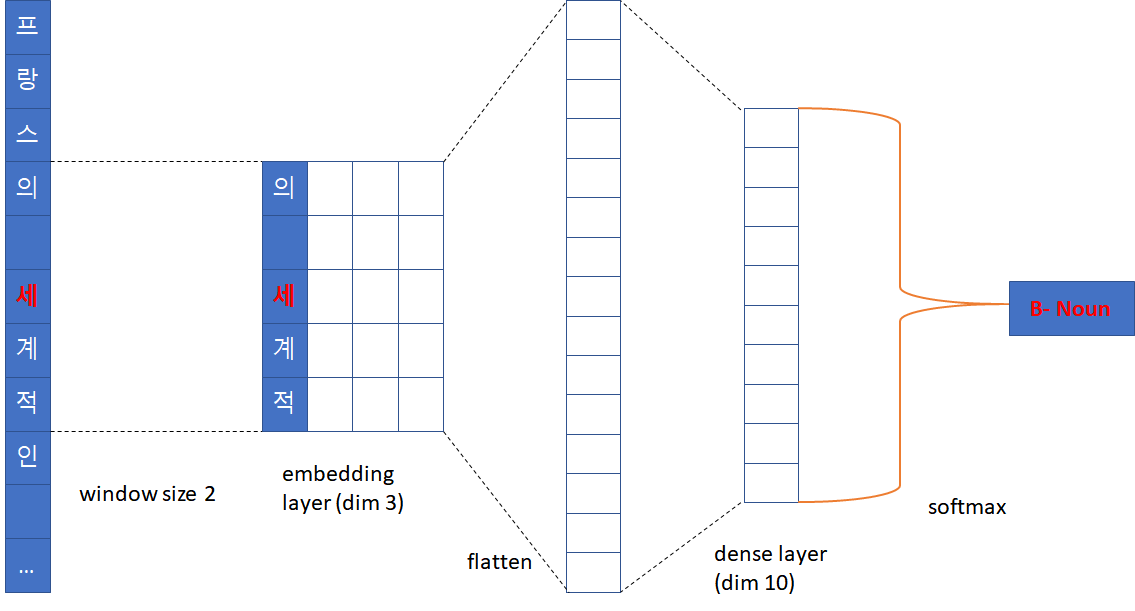 프
랑
스
의
세
계
적
인
...
window size 2
의
세
계
적
embedding
layer (dim 3)
flatten
dense layer
(dim 10)
softmax
B- Noun